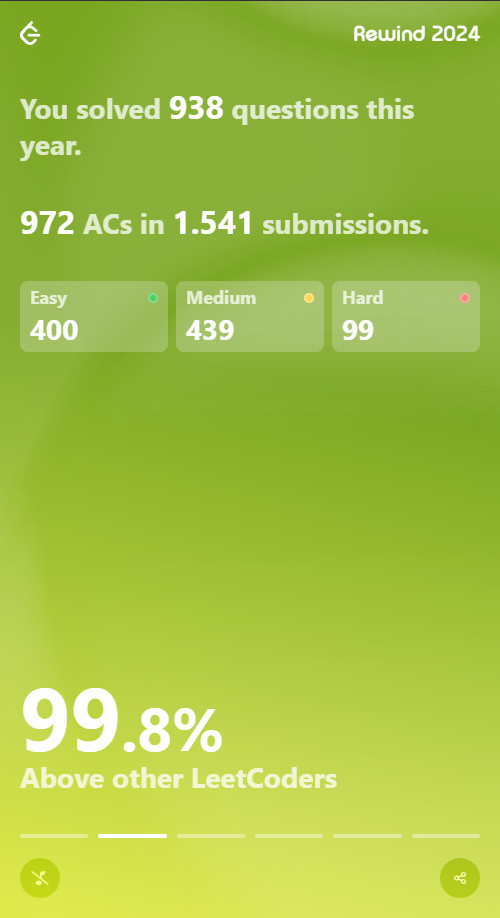 Rewind 2024
You solved 938 questions this
year.
972 ACs in 1.541 submissions.
Easy
400
Medium
439
Hard
99
99.8%
Above other LeetCoders